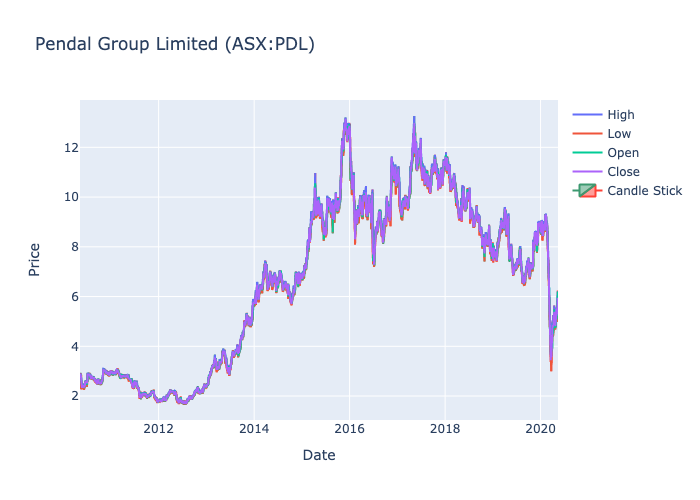 Pendal Group Limited (ASX:PDL)
High
Low
Open
Close
Candle Stick
12
10
8
6
4
2
Price
2012
2014
2016
2018
2020
Date